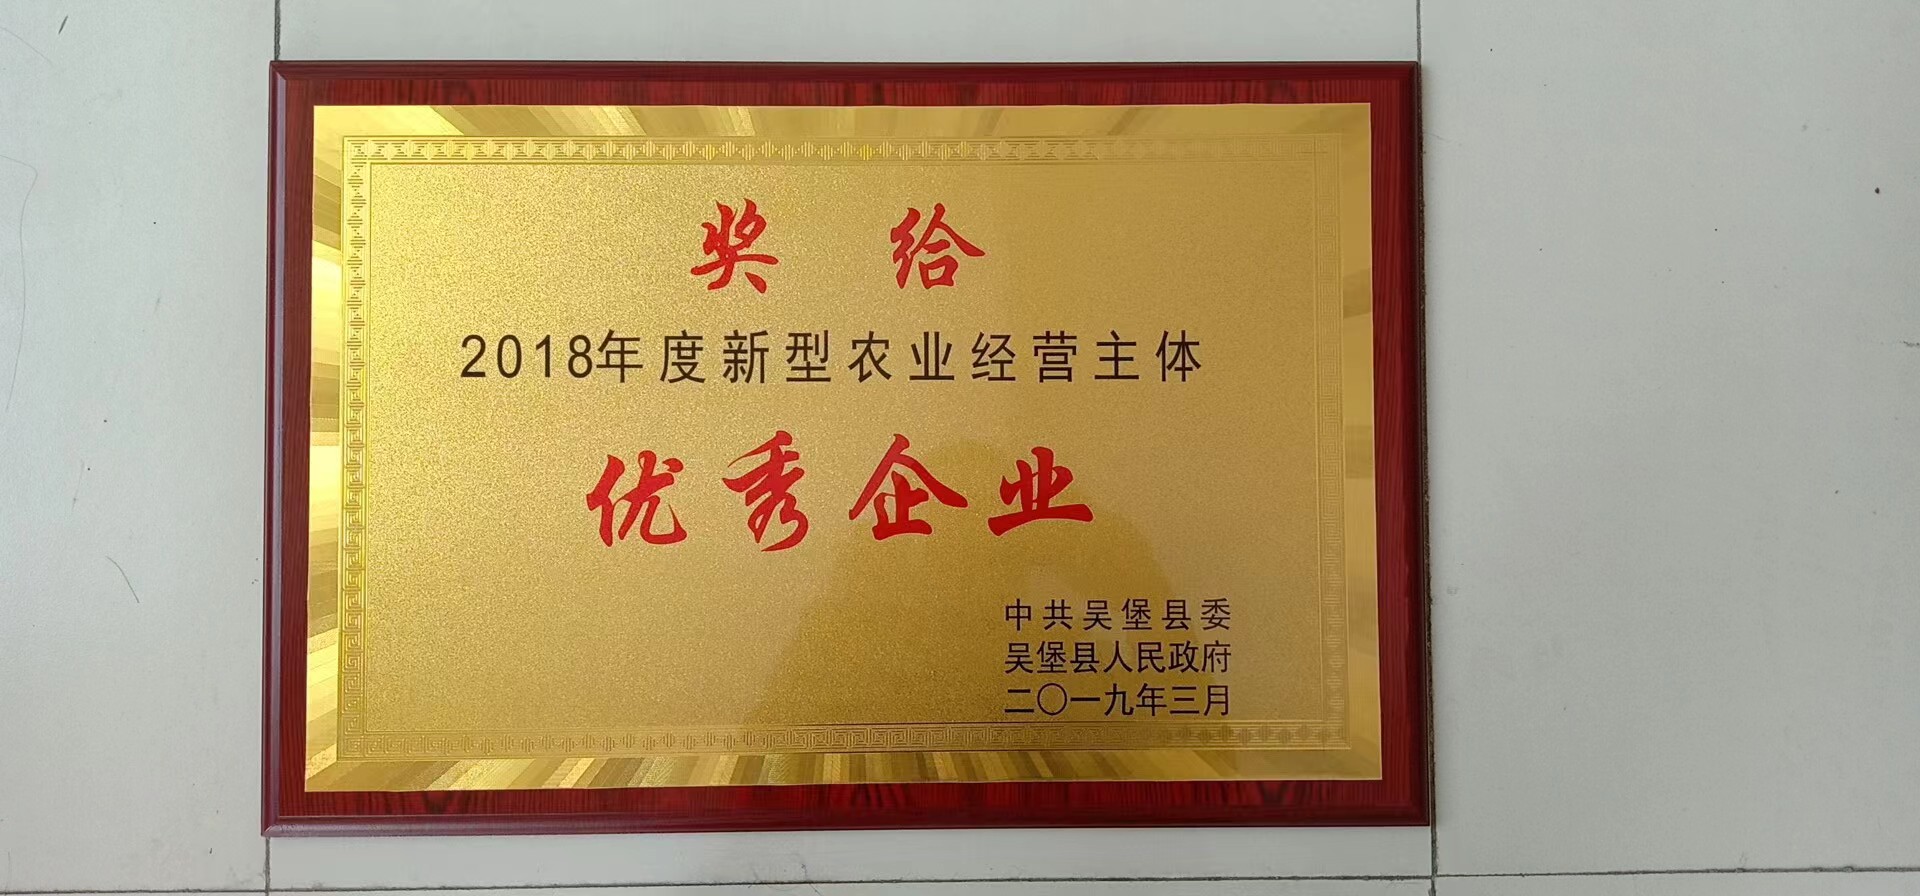 奖 给
2018年度新型农业经营主体
优秀企业
中共吴堡县委
吴堡县人民政府
二〇一九年三月